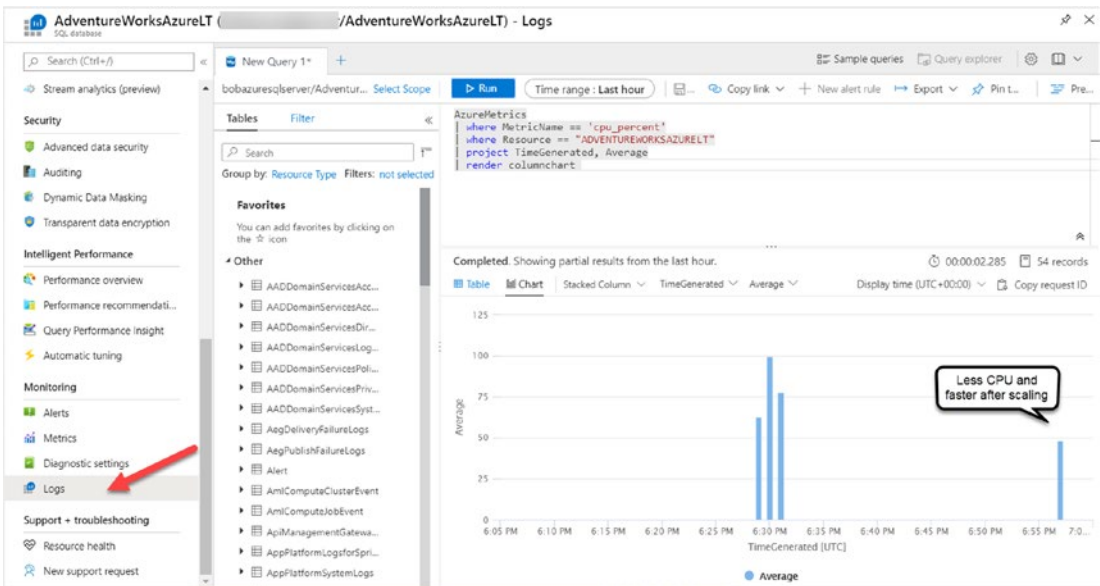 AdventureWorksAzureLT ( /AdventureWorksAzureLT) - Logs
SQL database
Search (Ctrl+/)
Stream analytics (preview)
Security
Advanced data security
Auditing
Dynamic Data Masking
Transparent data encryption
Intelligent Performance
Performance overview
Performance recommendati...
Query Performance Insight
Automatic tuning
Monitoring
Alerts
Metrics
Diagnostic settings
Logs
Support + troubleshooting
Resource health
New support request
New Query 1*
Sample queries Query explorer
bobazuresqlserver/Adventur... Select Scope
Run Time range : Last hour Copy link New alert rule Export Pin t... Pre...
Tables Filter
Search
Group by: Resource Type Filters: not selected
Favorites
You can add favorites by clicking on
the ☆ icon
Other
AADDomainServicesAcc...
AADDomainServicesAcc...
AADDomainServicesDir...
AADDomainServicesLog...
AADDomainServicesPoli...
AADDomainServicesPriv...
AADDomainServicesSyst...
AegDeliveryFailureLogs
AegPublishFailureLogs
Alert
AmlComputeClusterEvent
AmlComputeJobEvent
ApiManagementGatewa...
AppPlatformLogsforSpri...
AppPlatformSystemLogs
AzureMetrics
| where MetricName == 'cpu_percent'
| where Resource == "ADVENTUREWORKSAZURELT"
| project TimeGenerated, Average
| render columnchart
Completed. Showing partial results from the last hour. 00:00:02.285 54 records
Table Chart Stacked Column TimeGenerated Average Display time (UTC+00:00) Copy request ID
125
100
75
50
25
0
Average
Less CPU and
faster after scaling
6:05 PM 6:10 PM 6:15 PM 6:20 PM 6:25 PM 6:30 PM 6:35 PM 6:40 PM 6:45 PM 6:50 PM 6:55 PM 7:0...
TimeGenerated [UTC]
Average